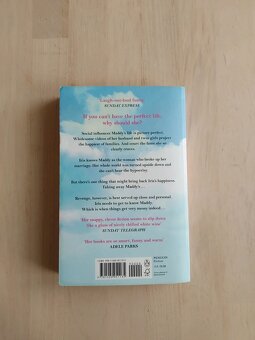 'Laugh-out-loud funny'
SUNDAY EXPRESS
If you can't have the perfect life,
why should she?
Social influencer Maddy's life is picture-perfect.
Wholesome videos of her husband and twin girls project
the happiest of families. And smart the fame she so
clearly craves.
Iris knows Maddy as the woman who broke up her
marriage. Her whole world was turned upside down and
she can't bear the hypocrisy.
But there's one thing that might bring back Iris's happiness.
Taking away Maddy's . . .
Revenge, however, is best served up close and personal
Iris needs to get to know Maddy.
Which is when things get very messy indeed . . .
'Her snappy, clever fiction seems to slip down
like a glass of nicely chilled white wine'
SUNDAY TELEGRAPH
'Her books are so smart, funny and warm'
ADELE PARKS
PENGUIN
Fiction